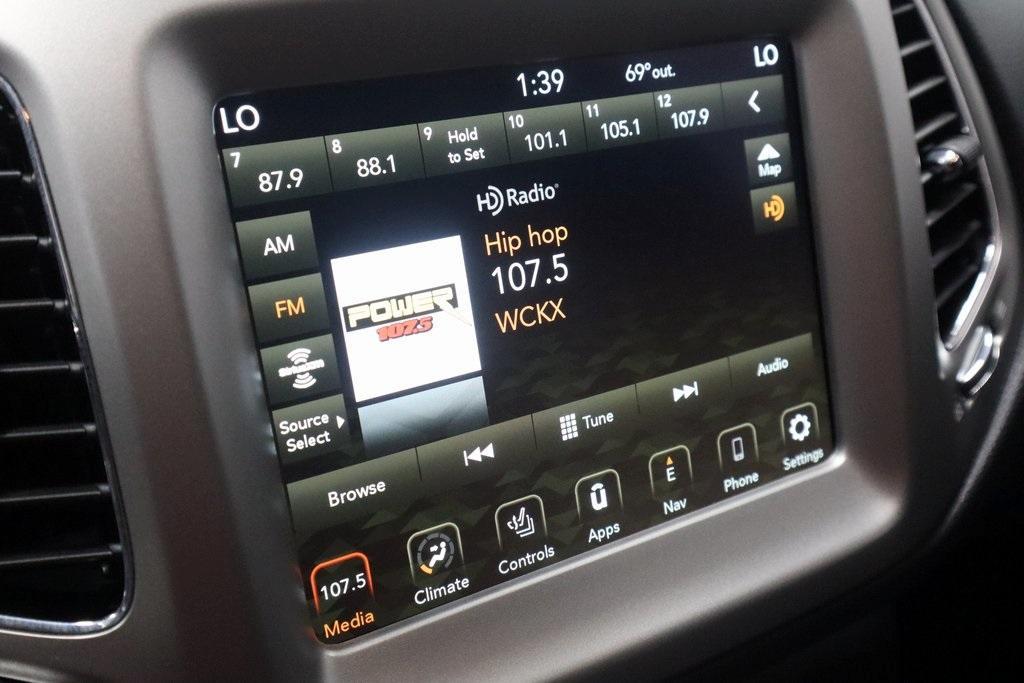 LO 1:39 69° out. LO
7 87.9 8 88.1 9 Hold to Set 10 101.1 11 105.1 12 107.9
Map
HD Radio®
HD
AM
Hip hop
107.5
FM
POWER
107.5
WCKX
SiriusXM
Source Select
Browse Tune Audio
107.5
Media Climate Controls Apps E Nav Phone Settings